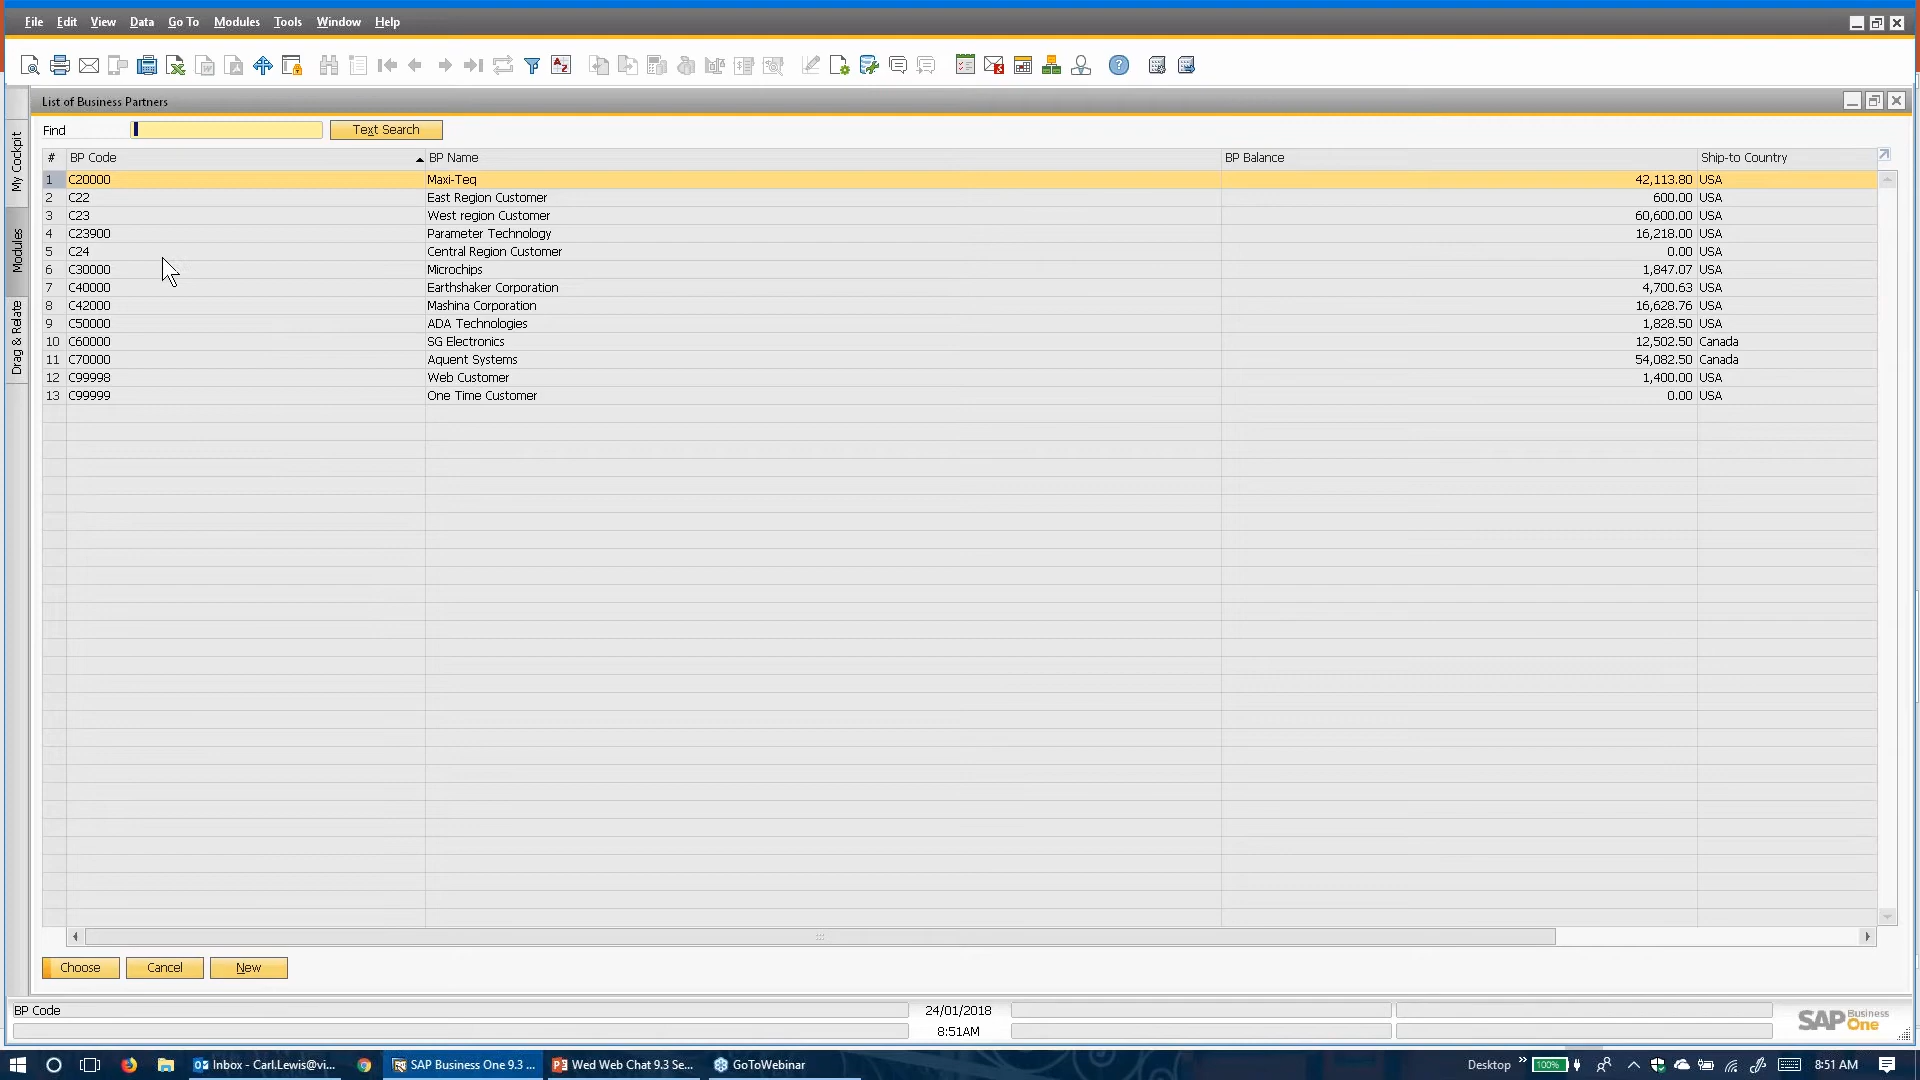 File Edit View Data Go To Modules Tools Window Help
List of Business Partners
Find Text Search
# BP Code BP Name BP Balance Ship-to Country
1 C20000 Maxi-Teq 42,113.80 USA
2 C22 East Region Customer 600.00 USA
3 C23 West region Customer 60,600.00 USA
4 C23900 Parameter Technology 16,218.00 USA
5 C24 Central Region Customer 0.00 USA
6 C30000 Microchips 1,847.07 USA
7 C40000 Earthshaker Corporation 4,700.63 USA
8 C42000 Mashina Corporation 16,628.76 USA
9 C50000 ADA Technologies 1,828.50 USA
10 C60000 SG Electronics 12,502.50 Canada
11 C70000 Aquent Systems 54,082.50 Canada
12 C99998 Web Customer 1,400.00 USA
13 C99999 One Time Customer 0.00 USA
My Cockpit
Modules
Drag & Relate
Choose Cancel New
BP Code 24/01/2018
8:51AM
SAP Business One
Inbox - Carl.Lewis@vi... SAP Business One 9.3 ... Wed Web Chat 9.3 Se... GoToWebinar Desktop 100% 8:51 AM